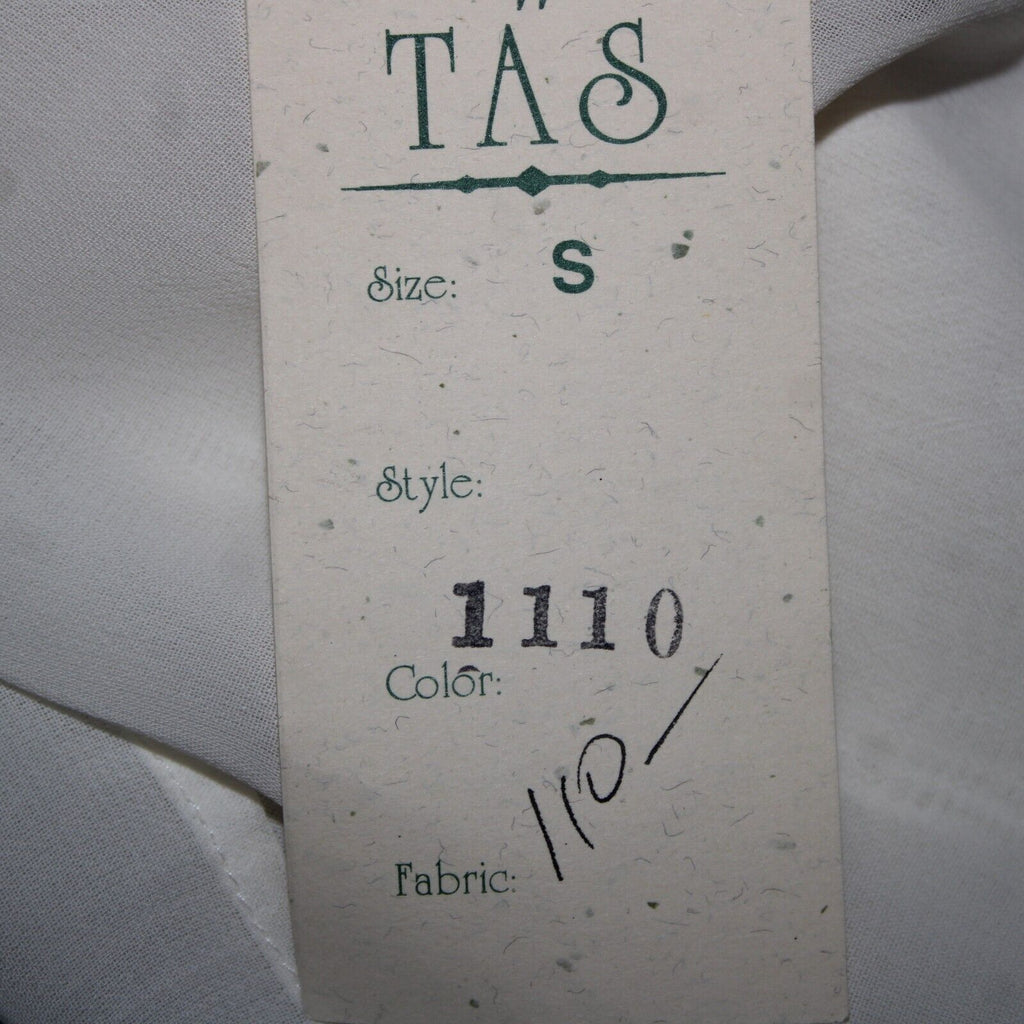 TAS
Size: S
Style:
1110
Color:
110-
Fabric: